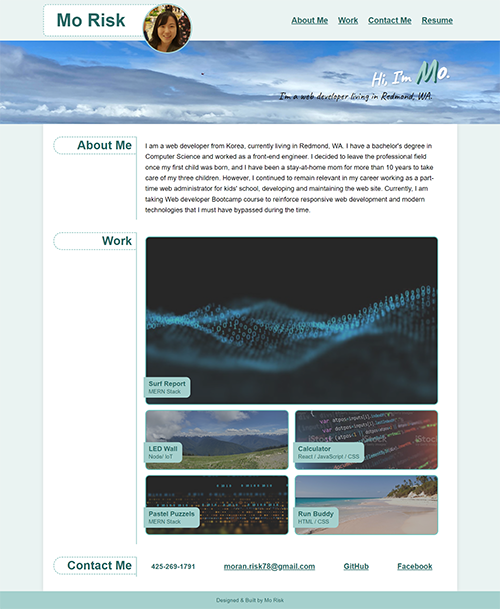 Mo Risk
About Me Work Contact Me Resume
Hi, I'm Mo.
I'm a web developer living in Redmond, WA.
About Me
I am a web developer from Korea, currently living in Redmond, WA. I have a bachelor's degree in
Computer Science and worked as a front-end engineer. I decided to leave the professional field
once my first child was born, and I have been a stay-at-home mom for more than 10 years to take
care of my three children. However, I continued to remain relevant in my career working as a part-
time web administrator for kids' school, developing and maintaining the web site. Currently, I am
taking Web developer Bootcamp course to reinforce responsive web development and modern
technologies that I must have bypassed during the time.
Work
Surf Report
MERN Stack
LED Wall
Node/ IoT
Calculator
React / JavaScript / CSS
iStock
Pastel Puzzels
MERN Stack
Run Buddy
HTML / CSS
Contact Me
425-269-1791 moran.risk78@gmail.com GitHub Facebook
Designed & Built by Mo Risk